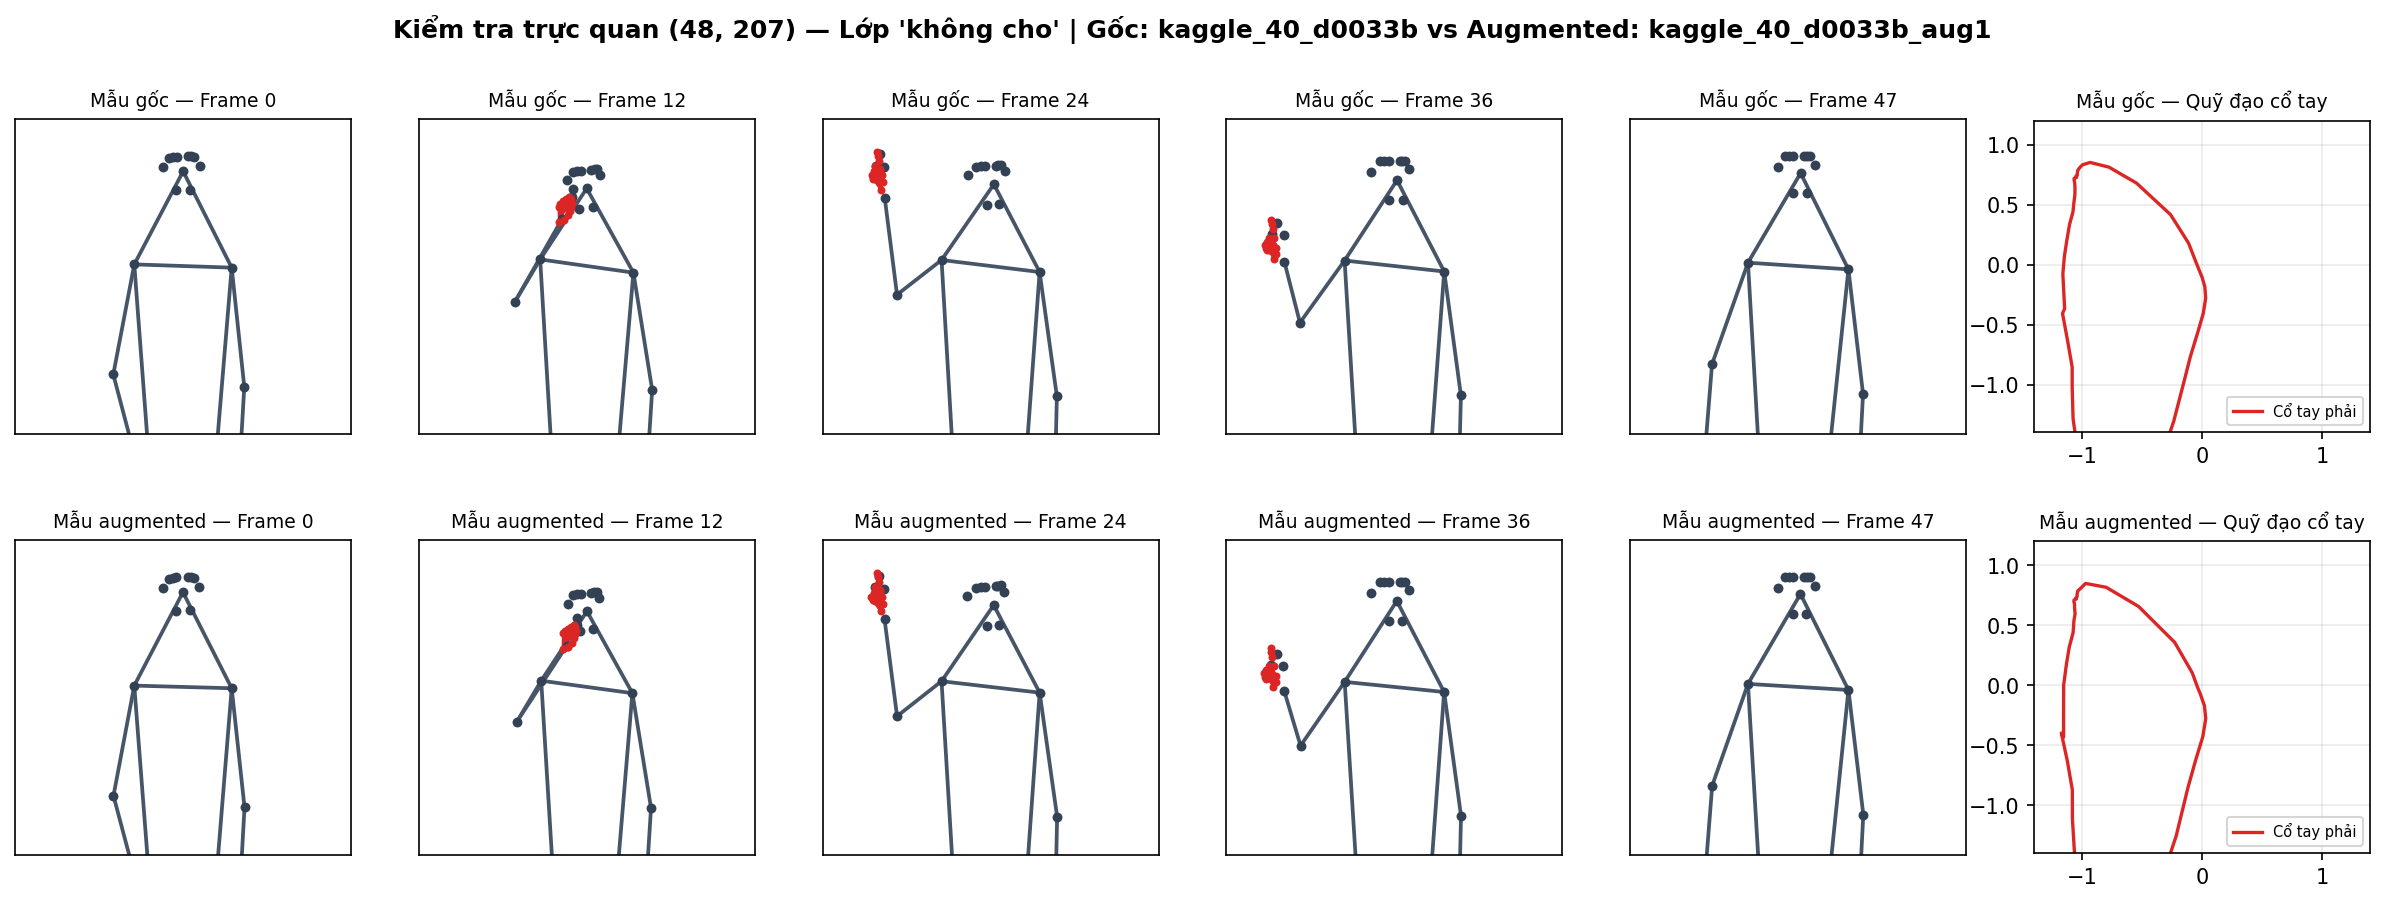 Kiểm tra trực quan (48, 207) — Lớp 'không cho' | Gốc: kaggle_40_d0033b vs Augmented: kaggle_40_d0033b_aug1
Mẫu gốc — Frame 0
Mẫu gốc — Frame 12
Mẫu gốc — Frame 24
Mẫu gốc — Frame 36
Mẫu gốc — Frame 47
Mẫu gốc — Quỹ đạo cổ tay
1.0
0.5
0.0
−0.5
−1.0
Cổ tay phải
−1 0 1
Mẫu augmented — Frame 0
Mẫu augmented — Frame 12
Mẫu augmented — Frame 24
Mẫu augmented — Frame 36
Mẫu augmented — Frame 47
Mẫu augmented — Quỹ đạo cổ tay
1.0
0.5
0.0
−0.5
−1.0
Cổ tay phải
−1 0 1